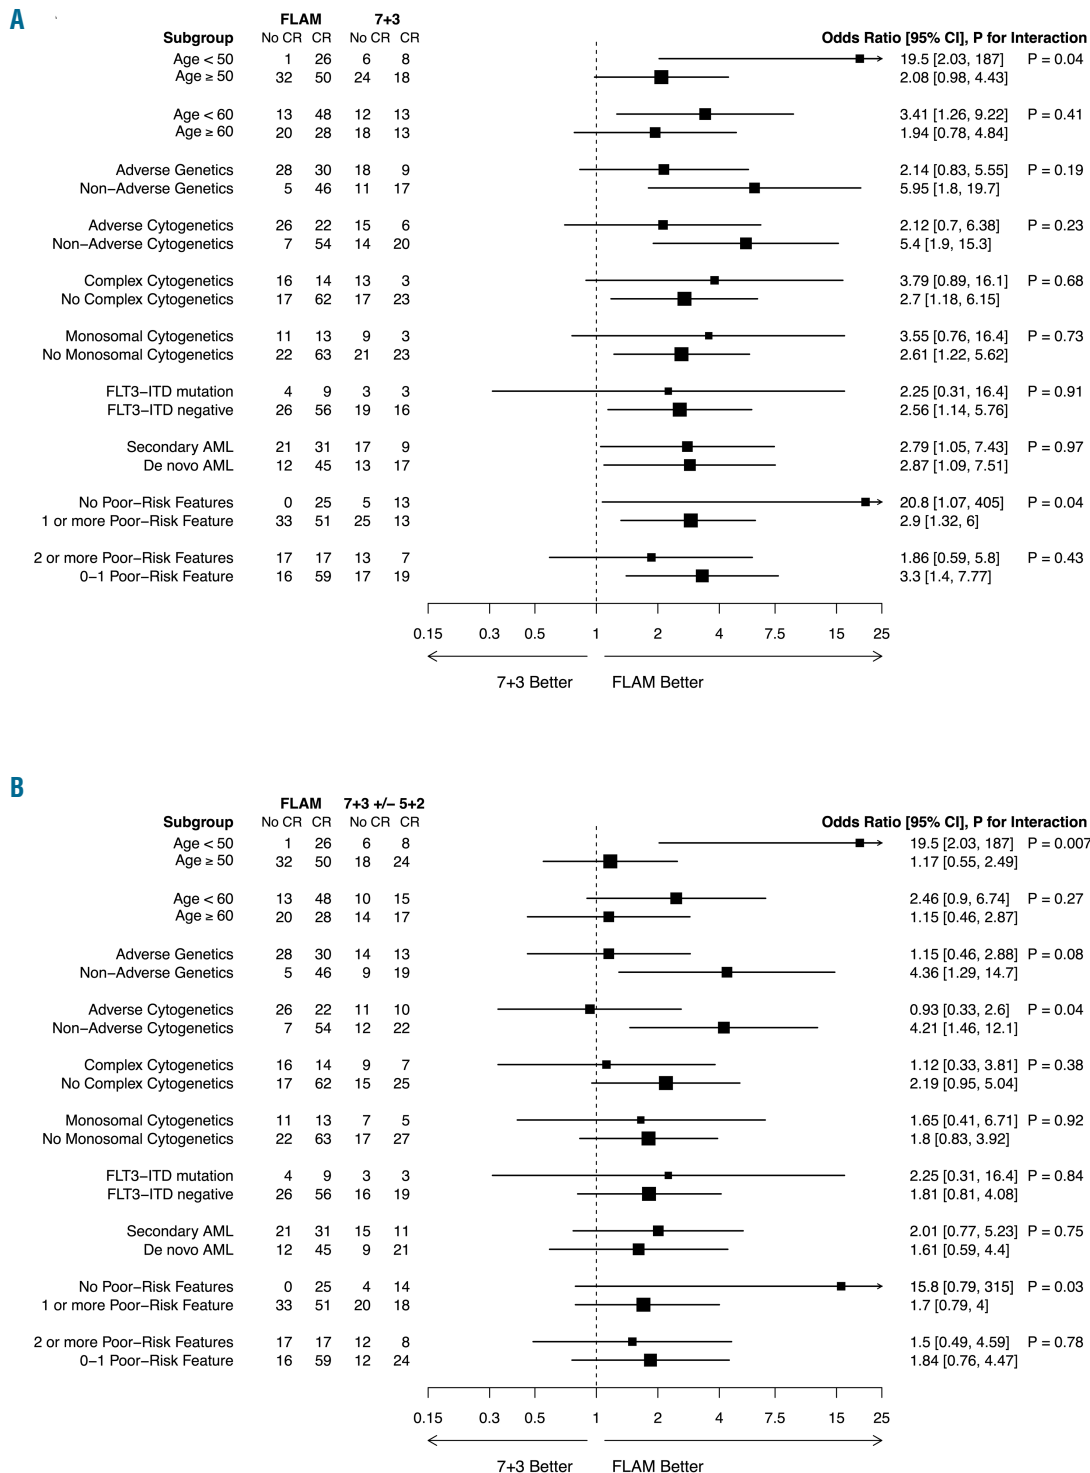 A
FLAM 7+3
Subgroup No CR CR No CR CR Odds Ratio [95% CI], P for Interaction
Age < 50 1 26 6 8 19.5 [2.03, 187] P = 0.04
Age ≥ 50 32 50 24 18 2.08 [0.98, 4.43]
Age < 60 13 48 12 13 3.41 [1.26, 9.22] P = 0.41
Age ≥ 60 20 28 18 13 1.94 [0.78, 4.84]
Adverse Genetics 28 30 18 9 2.14 [0.83, 5.55] P = 0.19
Non−Adverse Genetics 5 46 11 17 5.95 [1.8, 19.7]
Adverse Cytogenetics 26 22 15 6 2.12 [0.7, 6.38] P = 0.23
Non−Adverse Cytogenetics 7 54 14 20 5.4 [1.9, 15.3]
Complex Cytogenetics 16 14 13 3 3.79 [0.89, 16.1] P = 0.68
No Complex Cytogenetics 17 62 17 23 2.7 [1.18, 6.15]
Monosomal Cytogenetics 11 13 9 3 3.55 [0.76, 16.4] P = 0.73
No Monosomal Cytogenetics 22 63 21 23 2.61 [1.22, 5.62]
FLT3−ITD mutation 4 9 3 3 2.25 [0.31, 16.4] P = 0.91
FLT3−ITD negative 26 56 19 16 2.56 [1.14, 5.76]
Secondary AML 21 31 17 9 2.79 [1.05, 7.43] P = 0.97
De novo AML 12 45 13 17 2.87 [1.09, 7.51]
No Poor−Risk Features 0 25 5 13 20.8 [1.07, 405] P = 0.04
1 or more Poor−Risk Feature 33 51 25 13 2.9 [1.32, 6]
2 or more Poor−Risk Features 17 17 13 7 1.86 [0.59, 5.8] P = 0.43
0−1 Poor−Risk Feature 16 59 17 19 3.3 [1.4, 7.77]
0.15 0.3 0.5 1 2 4 7.5 15 25
7+3 Better FLAM Better
B
FLAM 7+3 +/− 5+2
Subgroup No CR CR No CR CR Odds Ratio [95% CI], P for Interaction
Age < 50 1 26 6 8 19.5 [2.03, 187] P = 0.007
Age ≥ 50 32 50 18 24 1.17 [0.55, 2.49]
Age < 60 13 48 10 15 2.46 [0.9, 6.74] P = 0.27
Age ≥ 60 20 28 14 17 1.15 [0.46, 2.87]
Adverse Genetics 28 30 14 13 1.15 [0.46, 2.88] P = 0.08
Non−Adverse Genetics 5 46 9 19 4.36 [1.29, 14.7]
Adverse Cytogenetics 26 22 11 10 0.93 [0.33, 2.6] P = 0.04
Non−Adverse Cytogenetics 7 54 12 22 4.21 [1.46, 12.1]
Complex Cytogenetics 16 14 9 7 1.12 [0.33, 3.81] P = 0.38
No Complex Cytogenetics 17 62 15 25 2.19 [0.95, 5.04]
Monosomal Cytogenetics 11 13 7 5 1.65 [0.41, 6.71] P = 0.92
No Monosomal Cytogenetics 22 63 17 27 1.8 [0.83, 3.92]
FLT3−ITD mutation 4 9 3 3 2.25 [0.31, 16.4] P = 0.84
FLT3−ITD negative 26 56 16 19 1.81 [0.81, 4.08]
Secondary AML 21 31 15 11 2.01 [0.77, 5.23] P = 0.75
De novo AML 12 45 9 21 1.61 [0.59, 4.4]
No Poor−Risk Features 0 25 4 14 15.8 [0.79, 315] P = 0.03
1 or more Poor−Risk Feature 33 51 20 18 1.7 [0.79, 4]
2 or more Poor−Risk Features 17 17 12 8 1.5 [0.49, 4.59] P = 0.78
0−1 Poor−Risk Feature 16 59 12 24 1.84 [0.76, 4.47]
0.15 0.3 0.5 1 2 4 7.5 15 25
7+3 Better FLAM Better